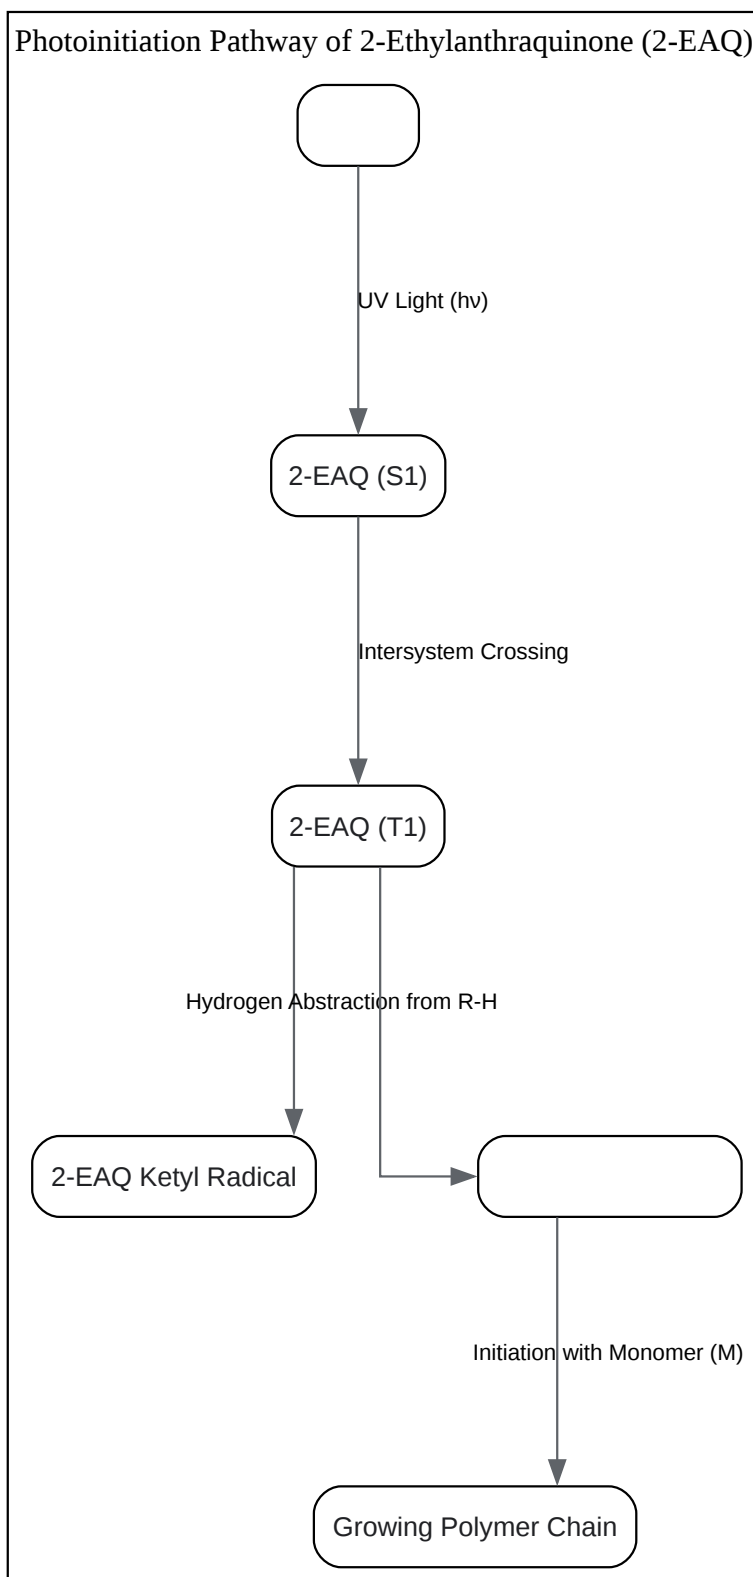 Photoinitiation Pathway of 2-Ethylanthraquinone (2-EAQ)
UV Light (hν)
2-EAQ (S1)
Intersystem Crossing
2-EAQ (T1)
Hydrogen Abstraction from R-H
2-EAQ Ketyl Radical
Initiation with Monomer (M)
Growing Polymer Chain